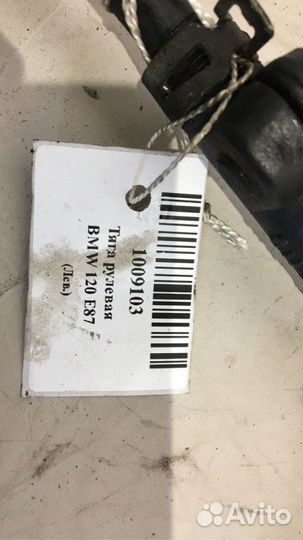 1009103
Тяга рулевая
BMW 120 E87
(Лев.)
Avito